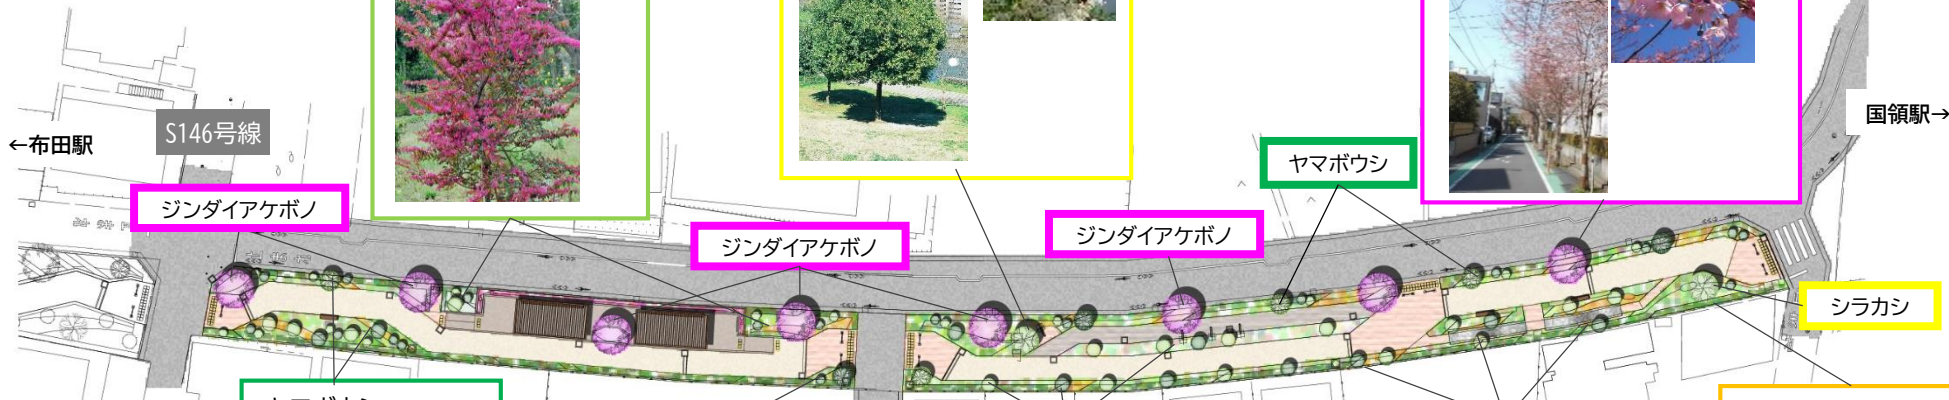 ←布田駅
S146号線
ジンダイアケボノ
ジンダイアケボノ
ジンダイアケボノ
ヤマボウシ
国領駅→
シラカシ